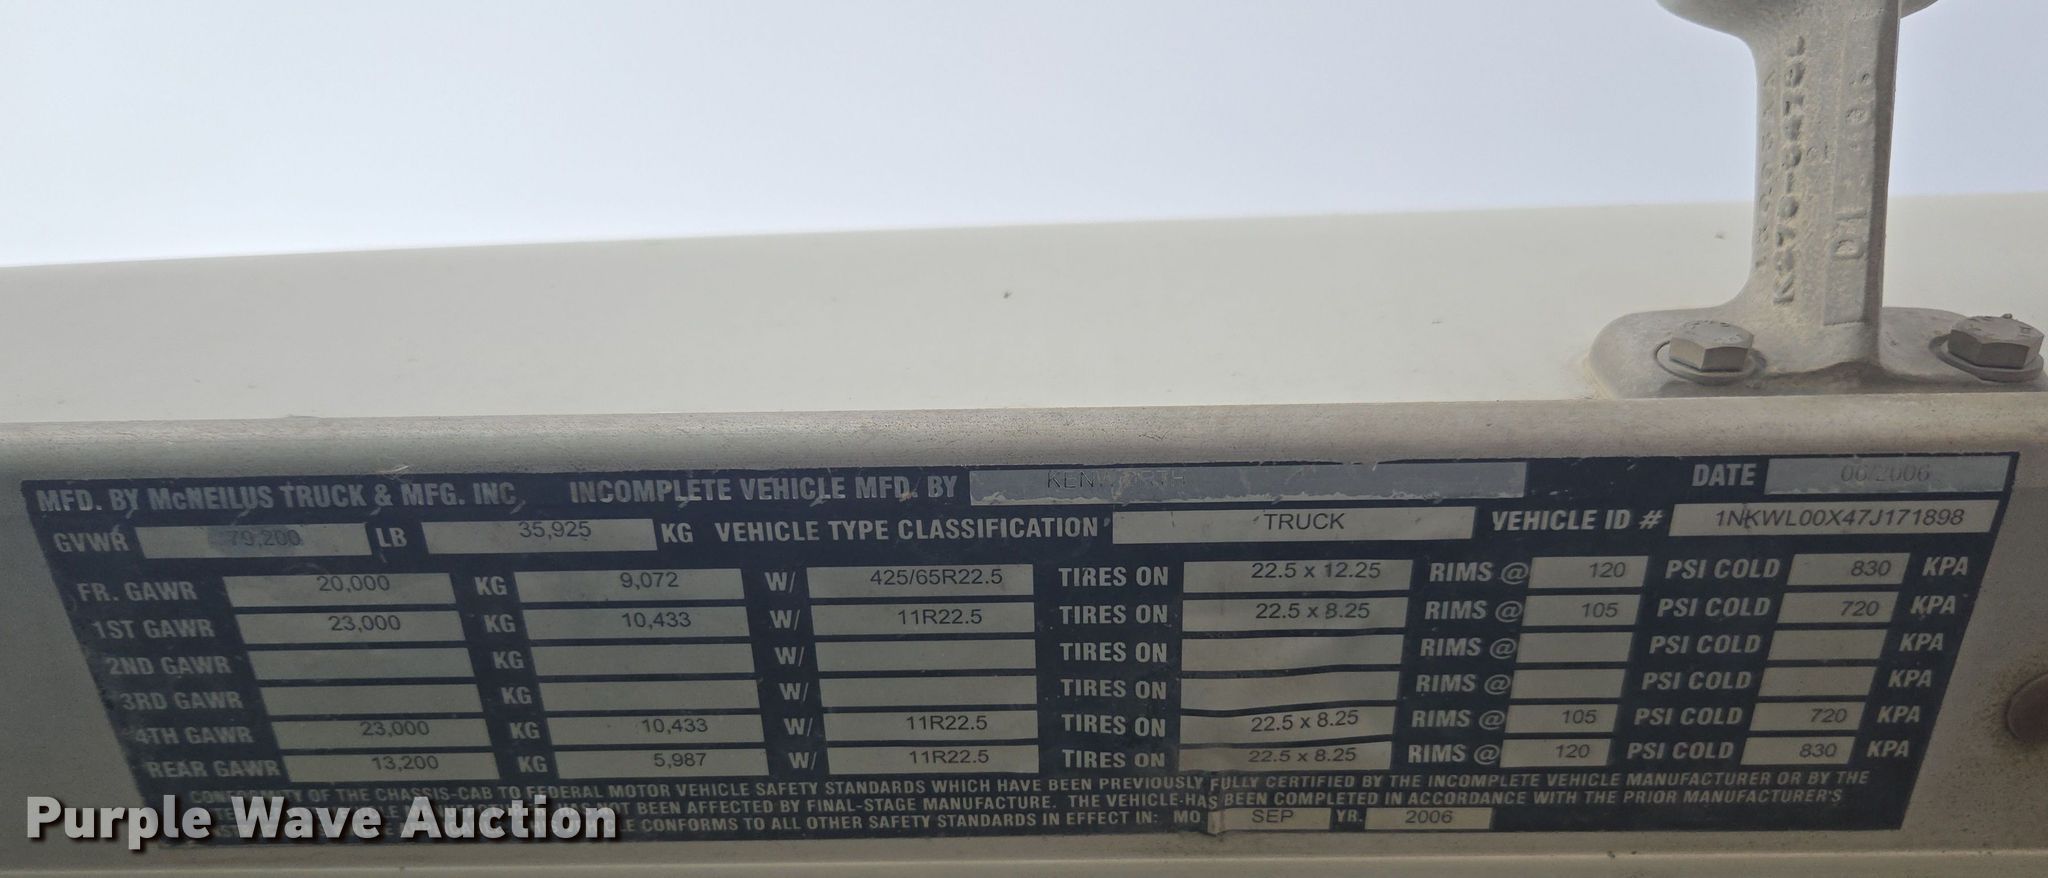 MFD. BY McNEILUS TRUCK & MFG. INC. INCOMPLETE VEHICLE MFD. BY KENWORTH DATE 06/2006
GVWR 79,200 LB 35,925 KG VEHICLE TYPE CLASSIFICATION TRUCK VEHICLE ID # 1NKWL00X47J171898
FR. GAWR 20,000 KG 9,072 W/ 425/65R22.5 TIRES ON 22.5 x 12.25 RIMS @ 120 PSI COLD 830 KPA
1ST GAWR 23,000 KG 10,433 W/ 11R22.5 TIRES ON 22.5 x 8.25 RIMS @ 105 PSI COLD 720 KPA
2ND GAWR KG W/ TIRES ON RIMS @ PSI COLD KPA
3RD GAWR KG W/ TIRES ON RIMS @ PSI COLD KPA
4TH GAWR 23,000 KG 10,433 W/ 11R22.5 TIRES ON 22.5 x 8.25 RIMS @ 105 PSI COLD 720 KPA
REAR GAWR 13,200 KG 5,987 W/ 11R22.5 TIRES ON 22.5 x 8.25 RIMS @ 120 PSI COLD 830 KPA
CONFORMITY OF THE CHASSIS-CAB TO FEDERAL MOTOR VEHICLE SAFETY STANDARDS WHICH HAVE BEEN PREVIOUSLY FULLY CERTIFIED BY THE INCOMPLETE VEHICLE MANUFACTURER OR BY THE
HAS NOT BEEN AFFECTED BY FINAL-STAGE MANUFACTURE. THE VEHICLE HAS BEEN COMPLETED IN ACCORDANCE WITH THE PRIOR MANUFACTURER'S
CONFORMS TO ALL OTHER SAFETY STANDARDS IN EFFECT IN: MO. SEP YR. 2006
Purple Wave Auction